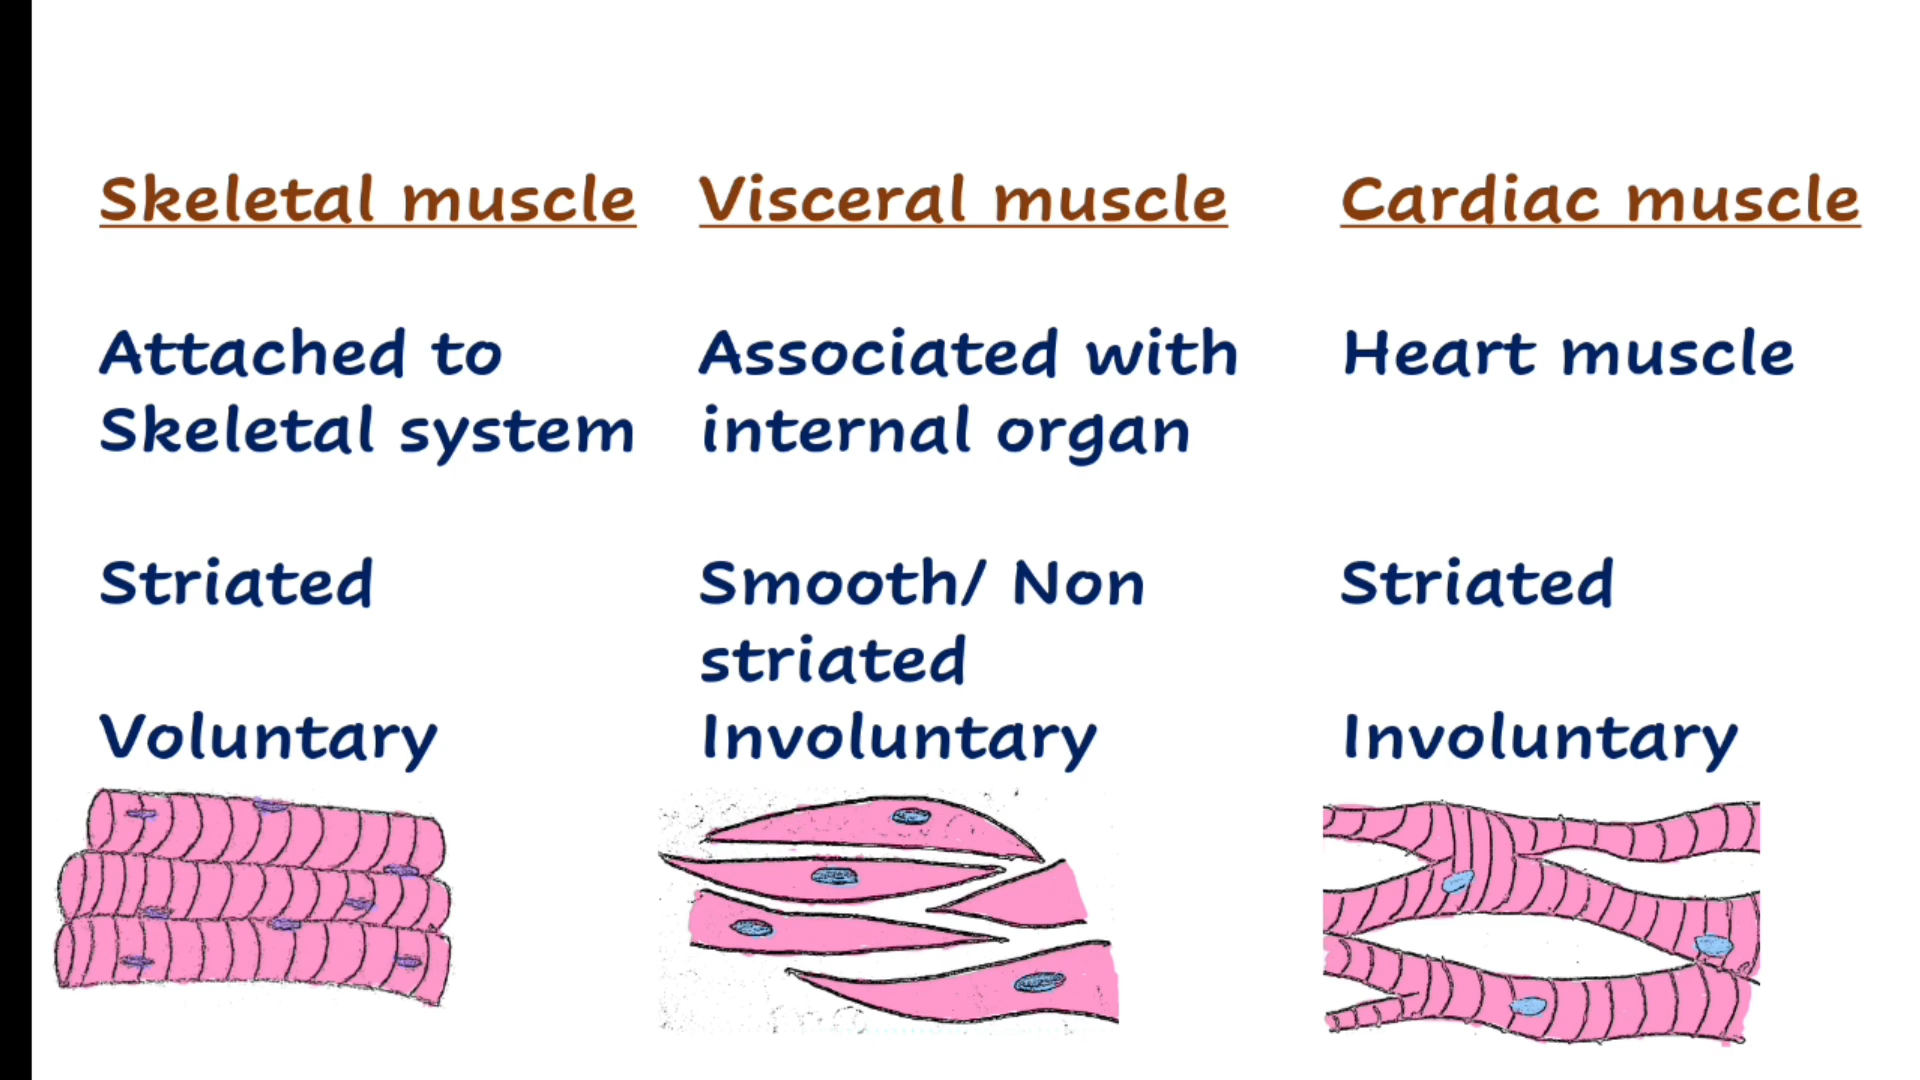 Skeletal muscle
Visceral muscle
Cardiac muscle
Attached to
Skeletal system
Associated with
internal organ
Heart muscle
Striated
Smooth/ Non
striated
Striated
Voluntary
Involuntary
Involuntary